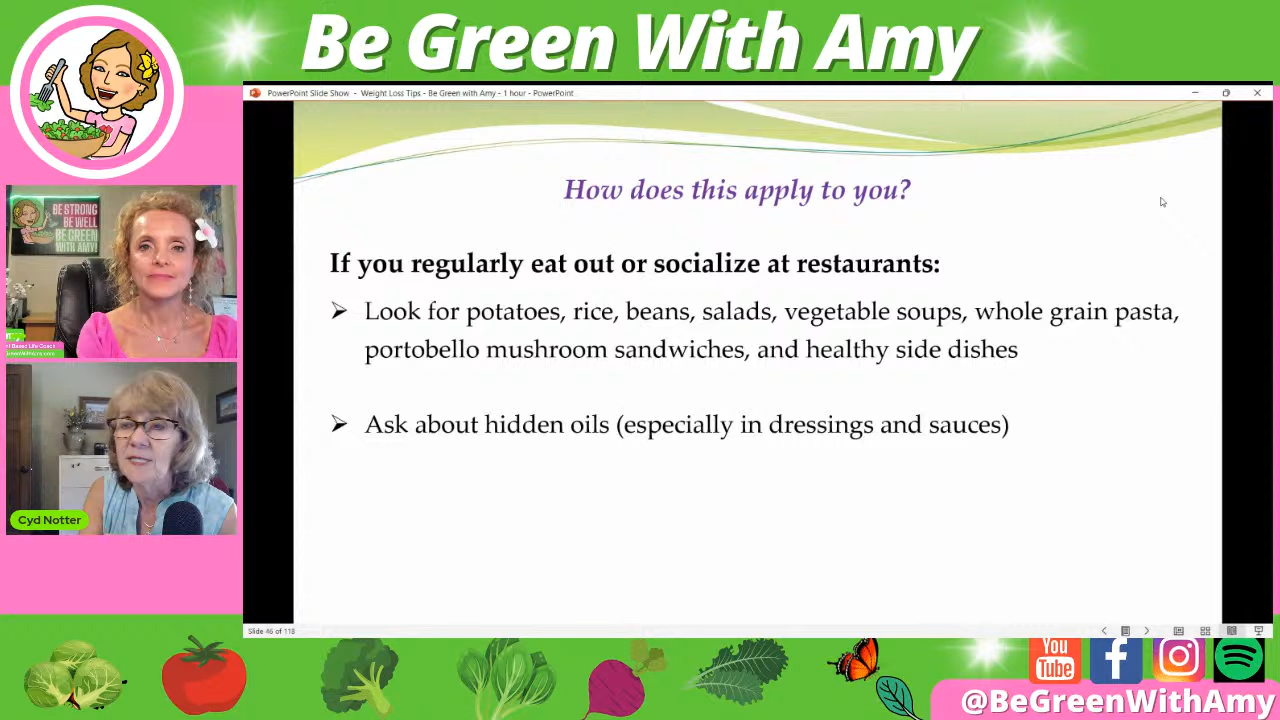 Be Green With Amy
PowerPoint Slide Show - Weight Loss Tips - Be Green with Amy - 1 hour - PowerPoint
How does this apply to you?
If you regularly eat out or socialize at restaurants:
➢ Look for potatoes, rice, beans, salads, vegetable soups, whole grain pasta,
portobello mushroom sandwiches, and healthy side dishes
➢ Ask about hidden oils (especially in dressings and sauces)
Slide 46 of 118
BE STRONG
BE WELL
BE GREEN
WITH AMY!
Based Life Coach
Cyd Notter
You
Tube
@BeGreenWithAmy